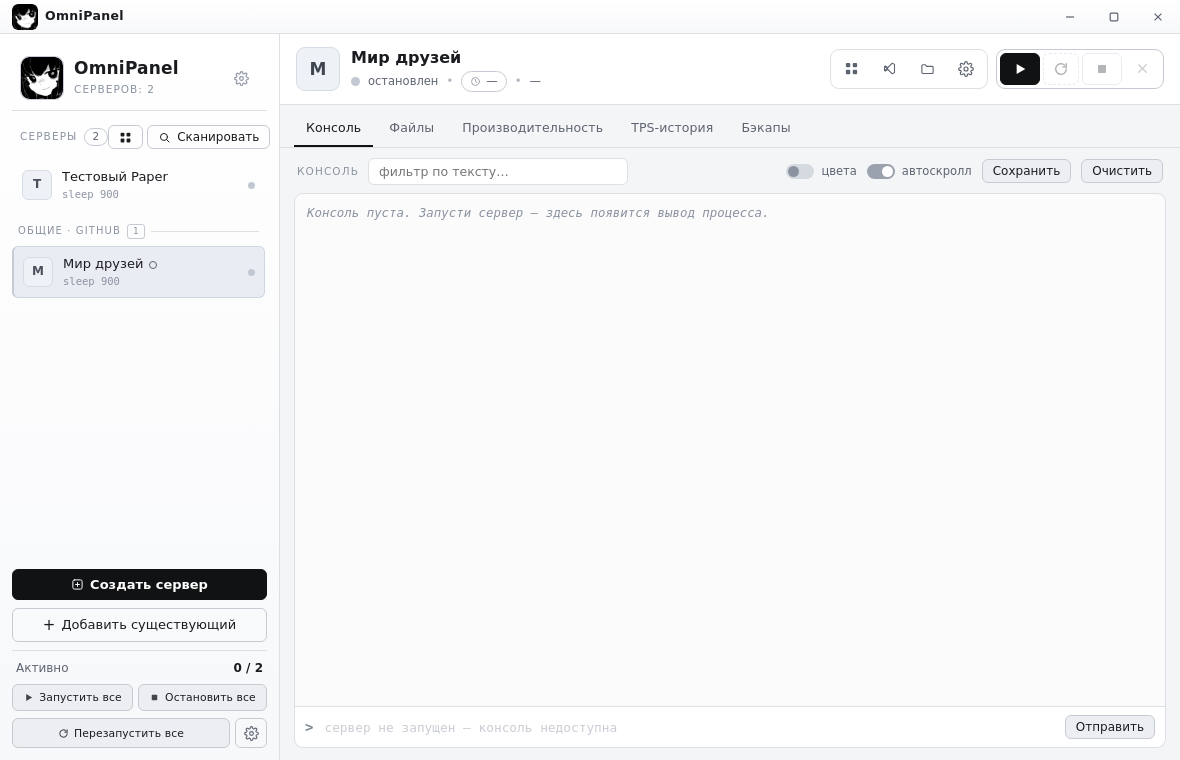 OmniPanel
OmniPanel
СЕРВЕРОВ: 2
СЕРВЕРЫ 2 Сканировать
T Тестовый Paper
sleep 900
ОБЩИЕ · GITHUB 1
М Мир друзей
sleep 900
Создать сервер
+ Добавить существующий
Активно 0 / 2
Запустить все Остановить все
Перезапустить все
М Мир друзей
остановлен • — • —
Консоль Файлы Производительность TPS-история Бэкапы
КОНСОЛЬ фильтр по тексту… цвета автоскролл Сохранить Очистить
Консоль пуста. Запусти сервер — здесь появится вывод процесса.
> сервер не запущен — консоль недоступна Отправить